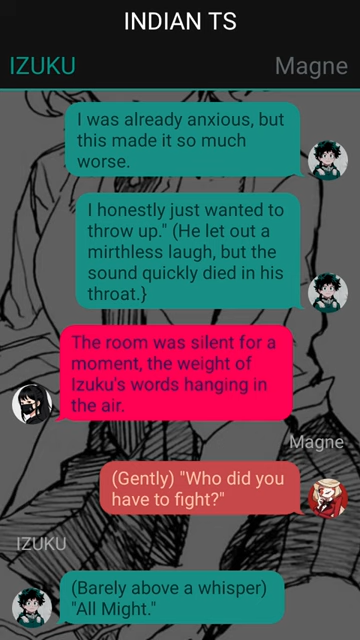 INDIAN TS
IZUKU
Magne
I was already anxious, but
this made it so much
worse.
I honestly just wanted to
throw up." (He let out a
mirthless laugh, but the
sound quickly died in his
throat.}
The room was silent for a
moment, the weight of
Izuku's words hanging in
the air.
Magne
(Gently) "Who did you
have to fight?"
IZUKU
(Barely above a whisper)
"All Might."